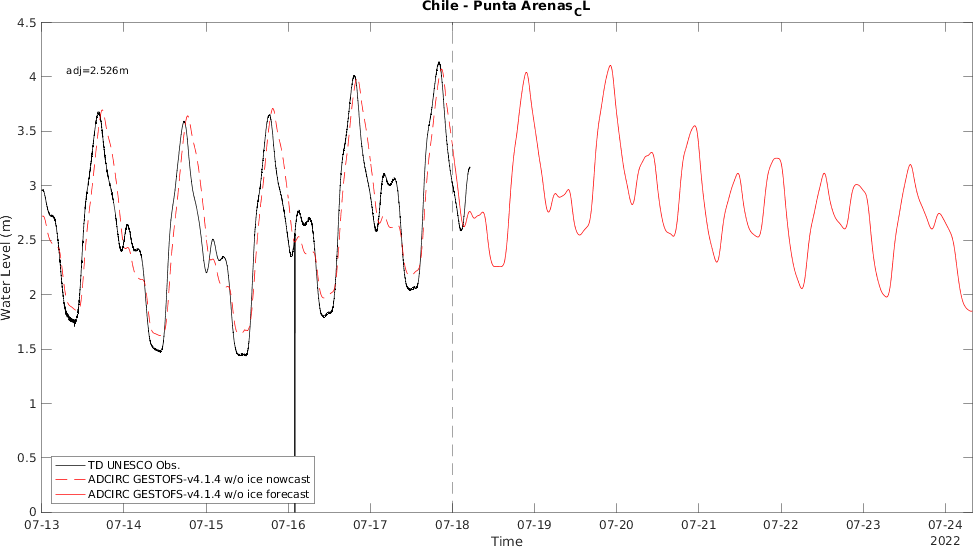 Chile - Punta Arenas_CL
4.5
4
3.5
3
2.5
2
1.5
1
0.5
0
Water Level (m)
adj=2.526m
TD UNESCO Obs.
ADCIRC GESTOFS-v4.1.4 w/o ice nowcast
ADCIRC GESTOFS-v4.1.4 w/o ice forecast
07-13 07-14 07-15 07-16 07-17 07-18 07-19 07-20 07-21 07-22 07-23 07-24
Time
2022